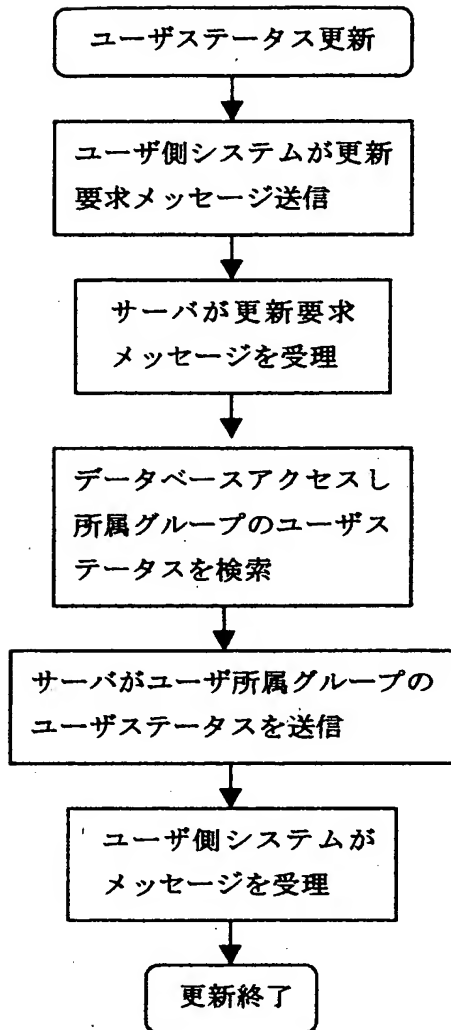 ユーザステータス更新
ユーザ側システムが更新
要求メッセージ送信
サーバが更新要求
メッセージを受理
データベースアクセスし
所属グループのユーザス
テータスを検索
サーバがユーザ所属グループの
ユーザステータスを送信
ユーザ側システムが
メッセージを受理
更新終了